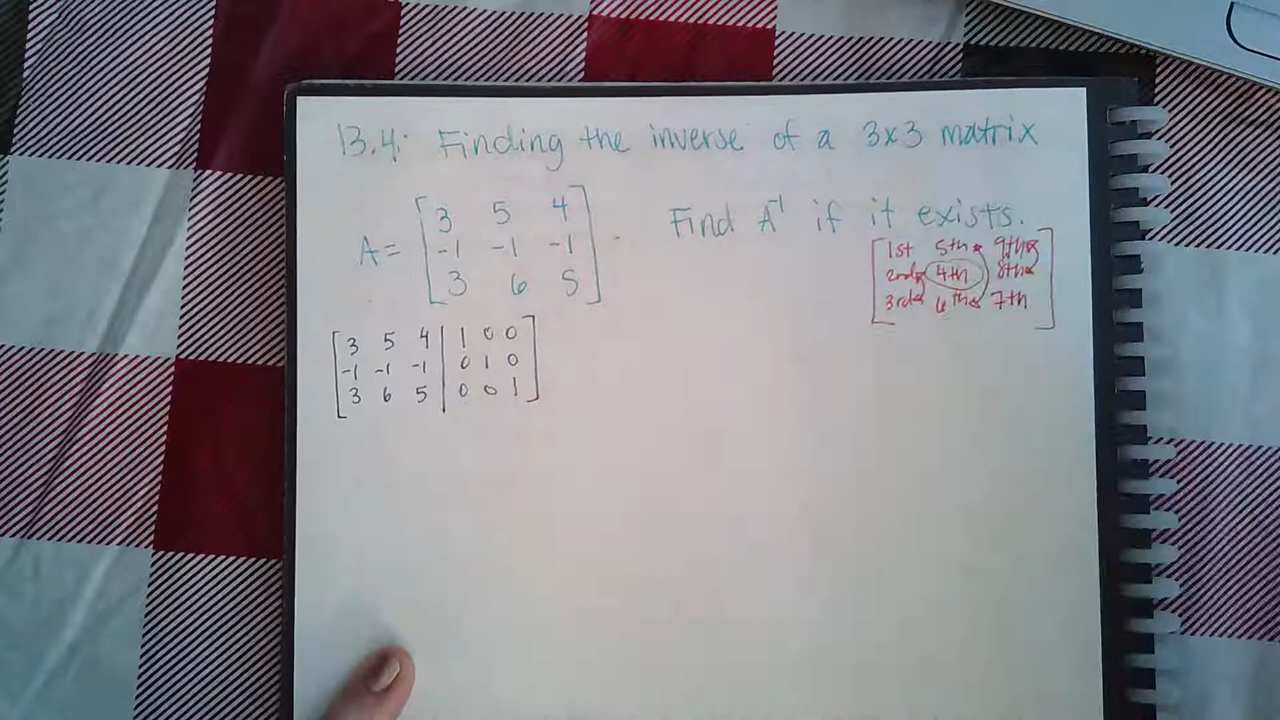 13.4: Finding the inverse of a 3x3 matrix
A = [3 5 4
-1 -1 -1
3 6 5].
Find A⁻¹ if it exists.
[1st 5th 9th
2nd 4th 8th
3rd 6th 7th]
[3 5 4 | 1 0 0
-1 -1 -1 | 0 1 0
3 6 5 | 0 0 1]